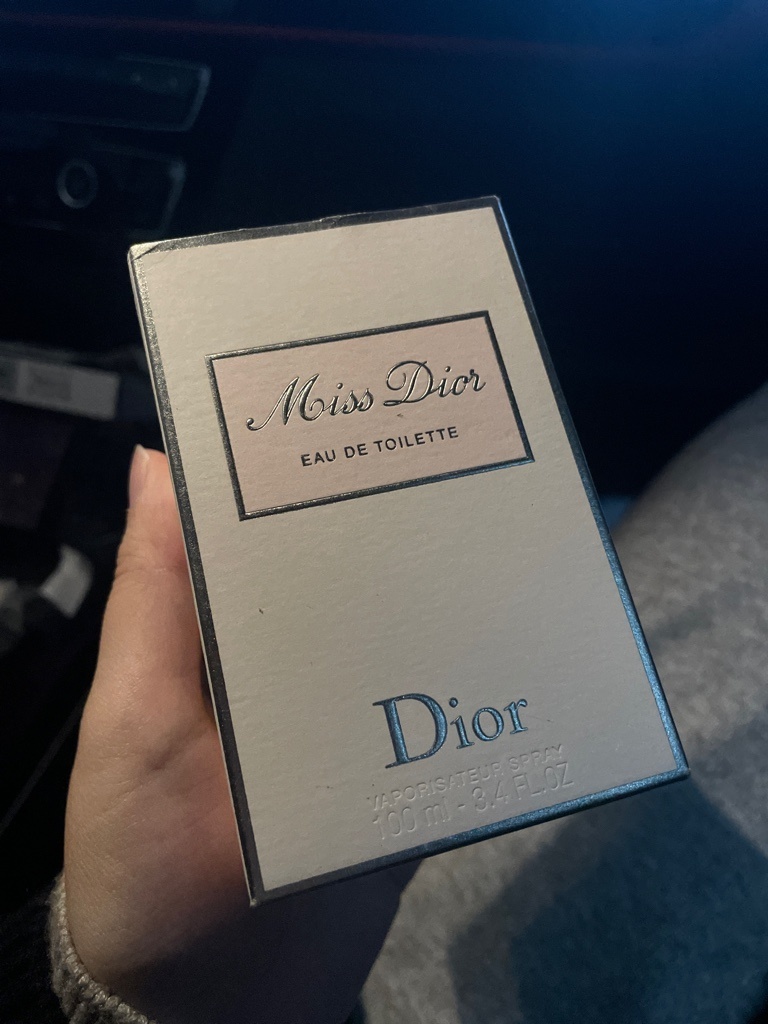 Miss Dior
EAU DE TOILETTE
Dior
VAPORISATEUR SPRAY
100 ml - 3.4 FL.OZ